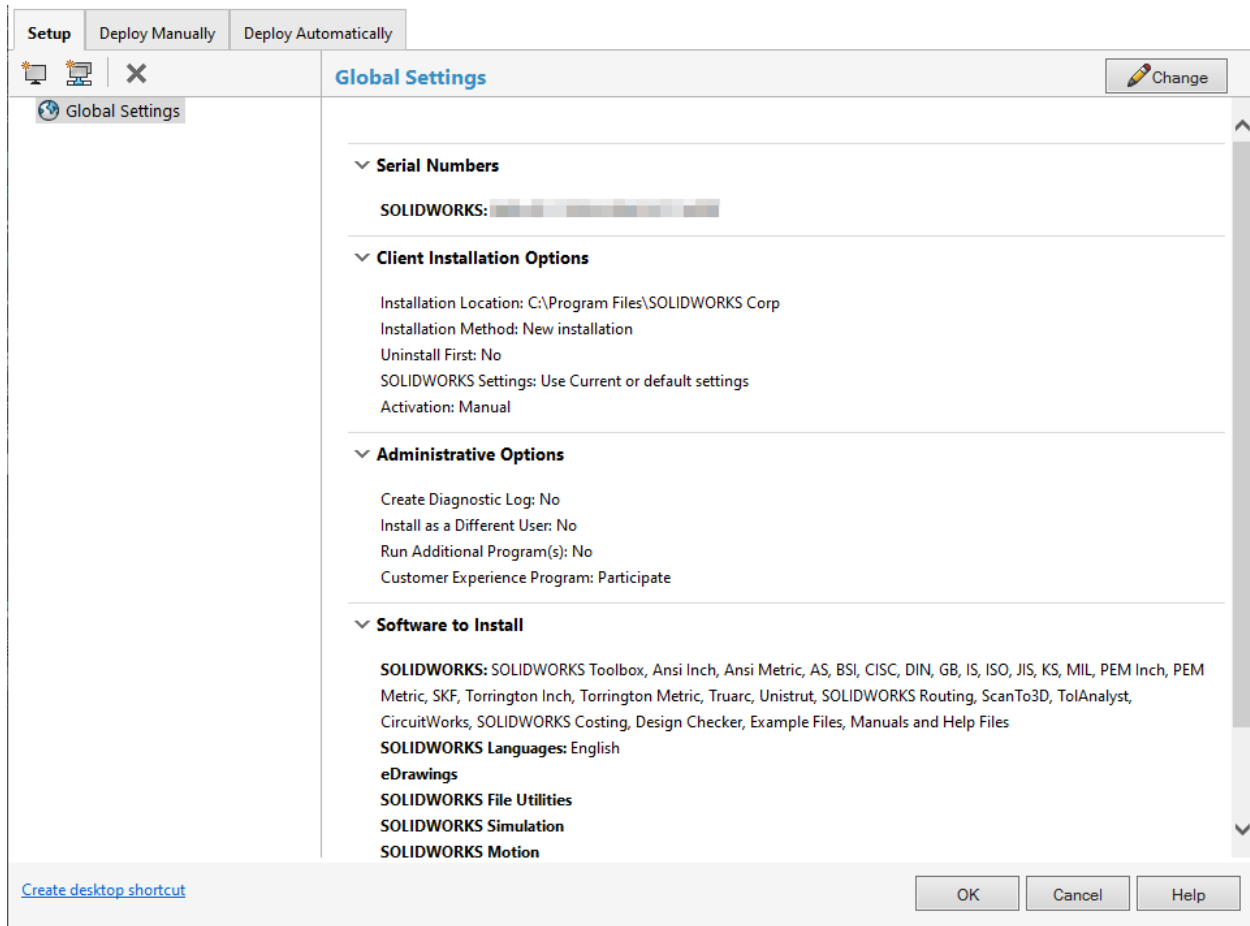 Setup Deploy Manually Deploy Automatically
Global Settings Change
Global Settings
Serial Numbers
SOLIDWORKS:
Client Installation Options
Installation Location: C:\Program Files\SOLIDWORKS Corp
Installation Method: New installation
Uninstall First: No
SOLIDWORKS Settings: Use Current or default settings
Activation: Manual
Administrative Options
Create Diagnostic Log: No
Install as a Different User: No
Run Additional Program(s): No
Customer Experience Program: Participate
Software to Install
SOLIDWORKS: SOLIDWORKS Toolbox, Ansi Inch, Ansi Metric, AS, BSI, CISC, DIN, GB, IS, ISO, JIS, KS, MIL, PEM Inch, PEM
Metric, SKF, Torrington Inch, Torrington Metric, Truarc, Unistrut, SOLIDWORKS Routing, ScanTo3D, TolAnalyst,
CircuitWorks, SOLIDWORKS Costing, Design Checker, Example Files, Manuals and Help Files
SOLIDWORKS Languages: English
eDrawings
SOLIDWORKS File Utilities
SOLIDWORKS Simulation
SOLIDWORKS Motion
Create desktop shortcut OK Cancel Help